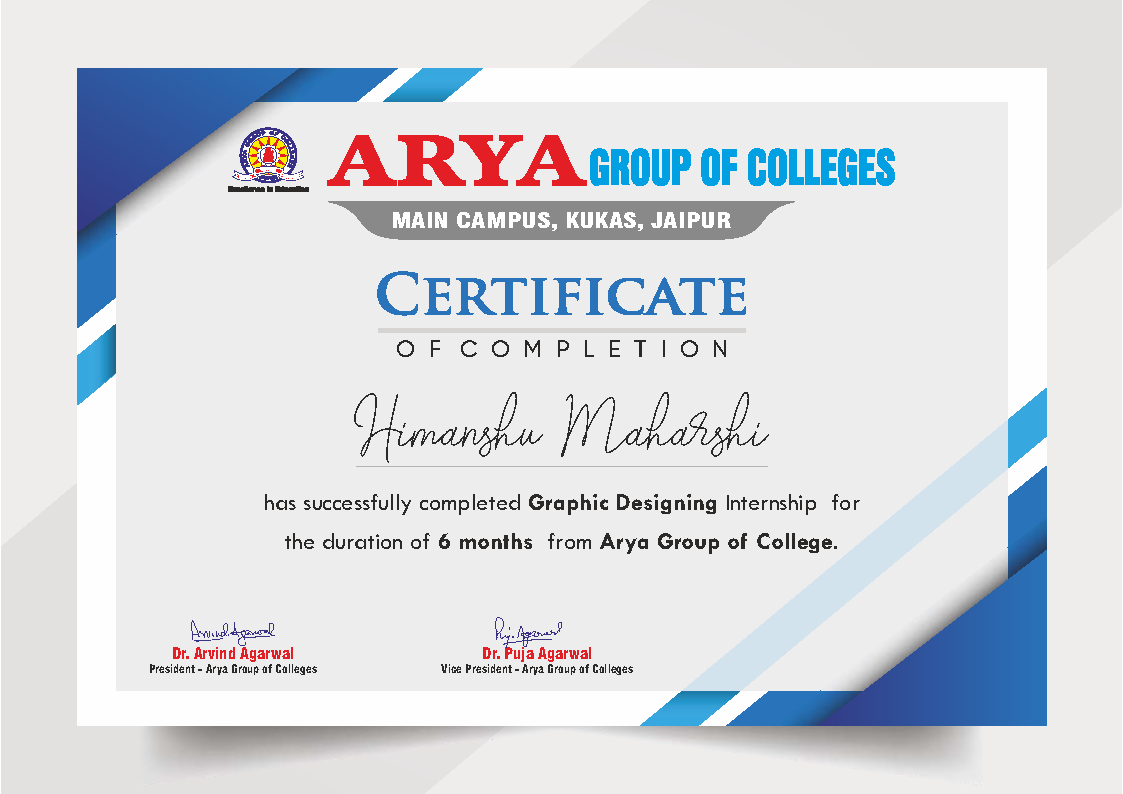 ARYA GROUP OF COLLEGES
Excellence in Education
MAIN CAMPUS, KUKAS, JAIPUR
CERTIFICATE
OF COMPLETION
Himanshu Maharshi
has successfully completed Graphic Designing Internship for
the duration of 6 months from Arya Group of College.
Arvind Agarwal
Puja Agarwal
Dr. Arvind Agarwal
President - Arya Group of Colleges
Dr. Puja Agarwal
Vice President - Arya Group of Colleges